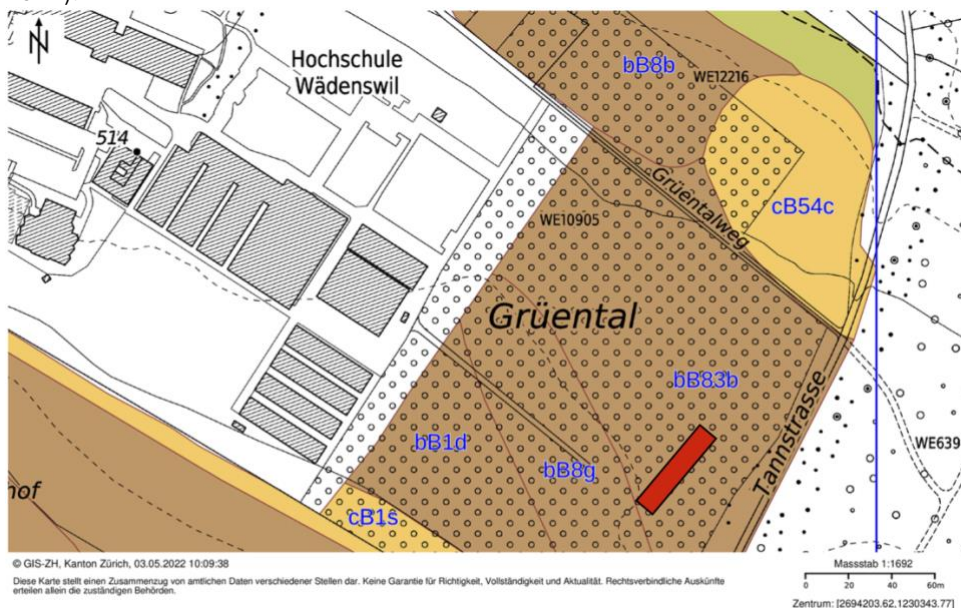 N
Hochschule
Wädenswil
514
bB8b
WE12216
Grüentalweg
cB54c
WE10905
Grüental
bB83b
bB1d
bB8g
Tannstrasse
WE639
hof
cB1s
© GIS-ZH, Kanton Zürich, 03.05.2022 10:09:38
Diese Karte stellt einen Zusammenzug von amtlichen Daten verschiedener Stellen dar. Keine Garantie für Richtigkeit, Vollständigkeit und Aktualität. Rechtsverbindliche Auskünfte
erteilen allein die zuständigen Behörden.
Massstab 1:1692
0 20 40 60m
Zentrum: [2694203.62,1230343.77]